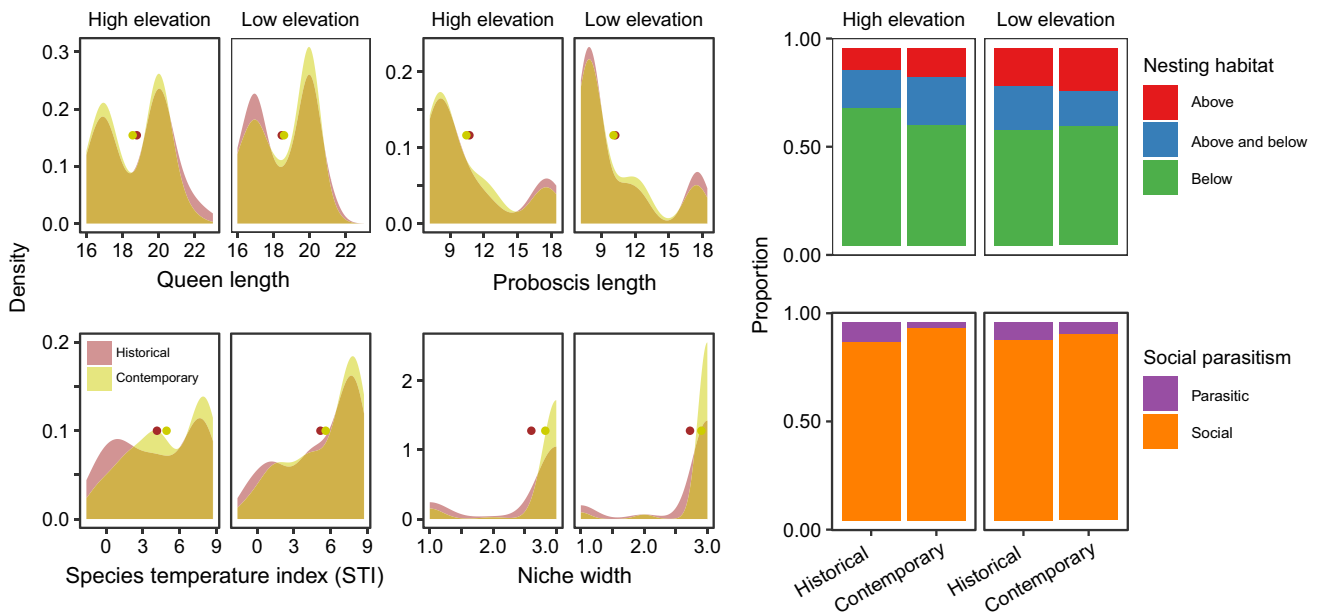 High elevation
Low elevation
High elevation
Low elevation
High elevation
Low elevation
0.3
0.2
0.1
0.0
16 18 20 22
16 18 20 22
Queen length
0.2
0.1
0.0
9 12 15 18
9 12 15 18
Proboscis length
Density
0.2
0.1
0.0
Historical
Contemporary
0 3 6 9
0 3 6 9
Species temperature index (STI)
2
1
0
1.0 2.0 3.0
1.0 2.0 3.0
Niche width
Proportion
1.00
0.50
0.00
Nesting habitat
Above
Above and below
Below
1.00
0.50
0.00
Historical
Contemporary
Historical
Contemporary
Social parasitism
Parasitic
Social